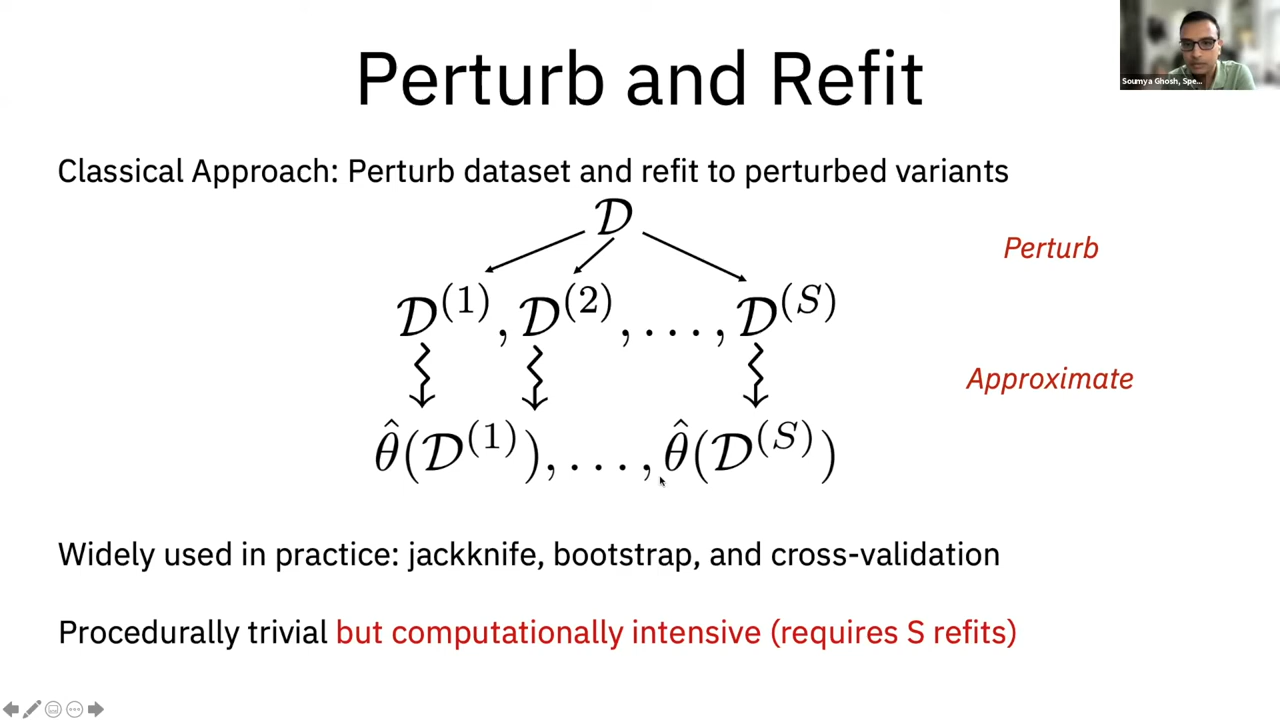 Perturb and Refit
Soumya Ghosh, Spe...
Classical Approach: Perturb dataset and refit to perturbed variants
𝒟
Perturb
𝒟^(1), 𝒟^(2), ..., 𝒟^(S)
Approximate
θ̂(𝒟^(1)), ..., θ̂(𝒟^(S))
Widely used in practice: jackknife, bootstrap, and cross-validation
Procedurally trivial but computationally intensive (requires S refits)